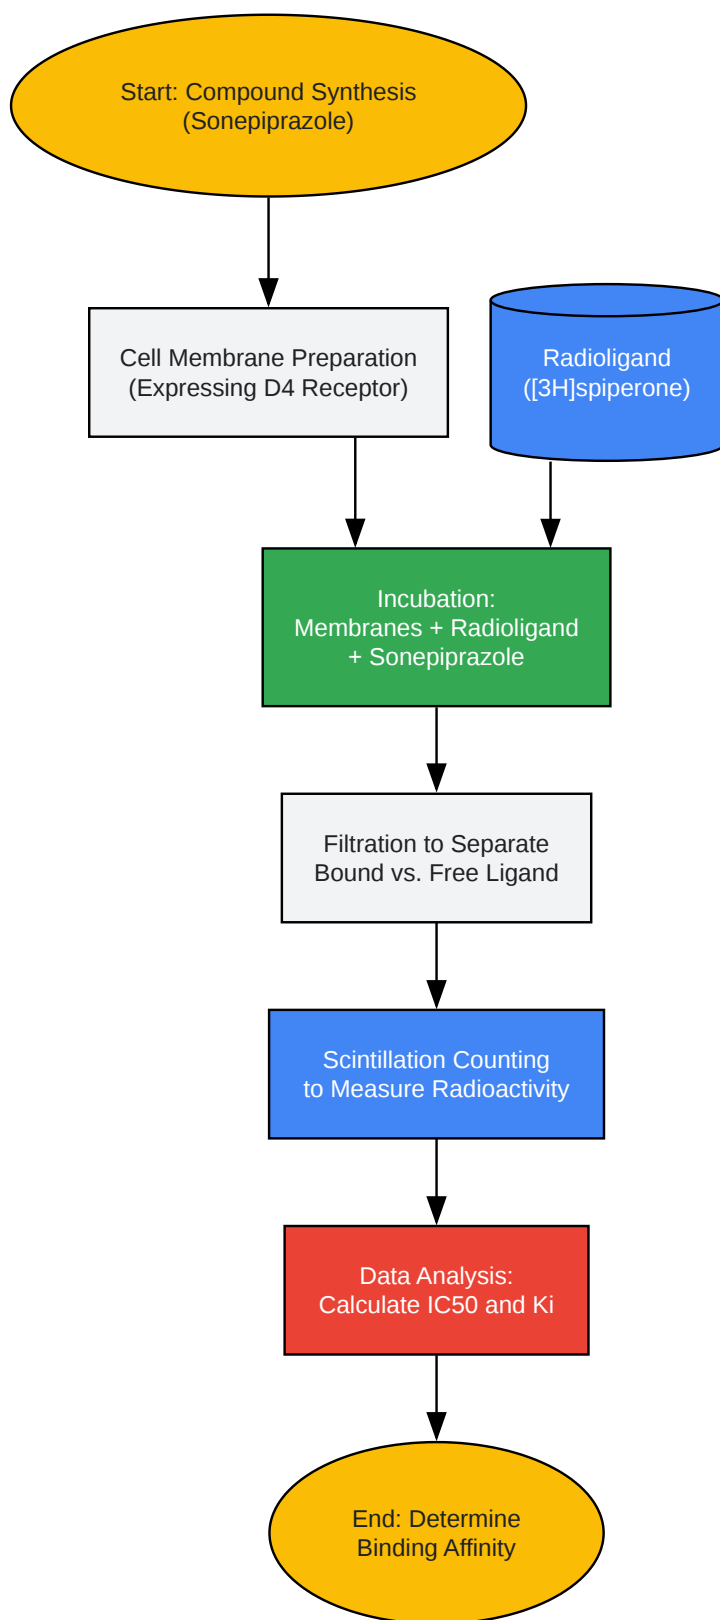 Start: Compound Synthesis
(Sonepiprazole)
Cell Membrane Preparation
(Expressing D4 Receptor)
Radioligand
([3H]spiperone)
Incubation:
Membranes + Radioligand
+ Sonepiprazole
Filtration to Separate
Bound vs. Free Ligand
Scintillation Counting
to Measure Radioactivity
Data Analysis:
Calculate IC50 and Ki
End: Determine
Binding Affinity